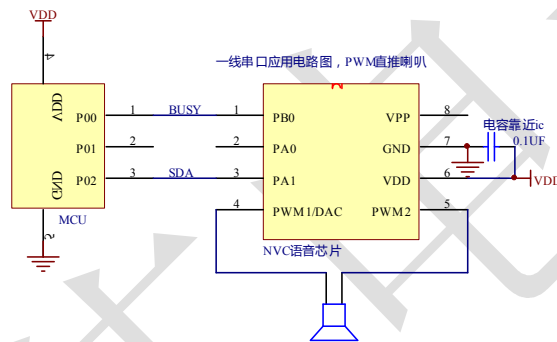 VDD
一线串口应用电路图，PWM直推喇叭
4
VDD
P00 1 BUSY 1 PB0 VPP 8
P01 2 2 PA0 GND 7
电容靠近ic
0.1UF
P02 3 SDA 3 PA1 VDD 6 VDD
GND
4 PWM1/DAC PWM2 5
2
MCU
NVC语音芯片